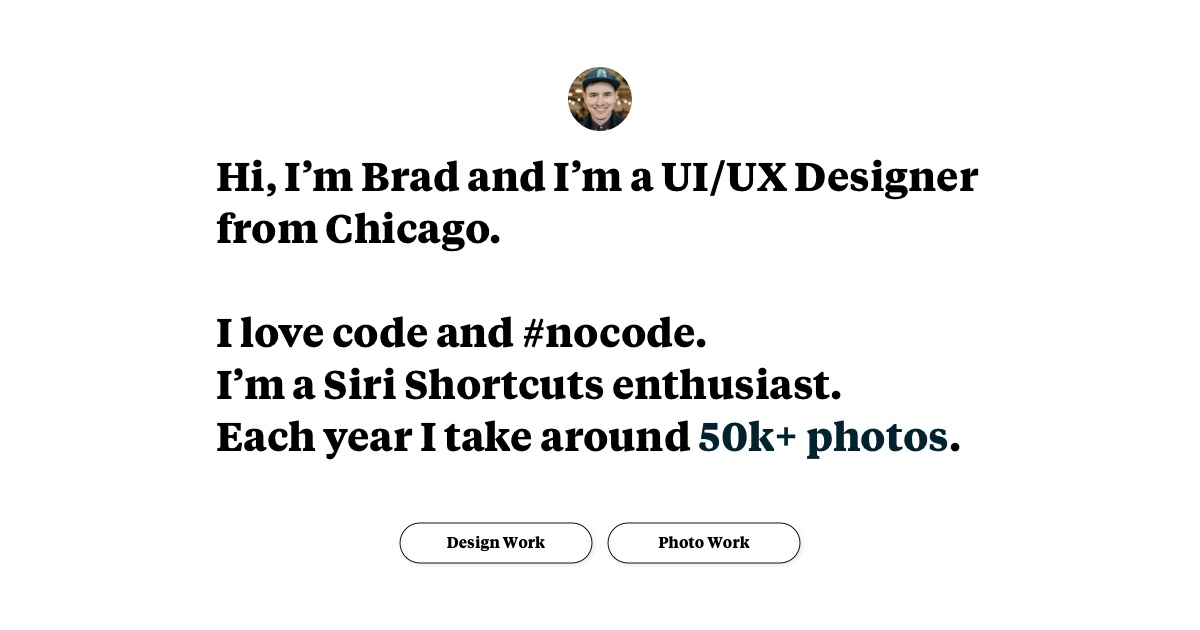 Hi, I’m Brad and I’m a UI/UX Designer
from Chicago.
I love code and #nocode.
I’m a Siri Shortcuts enthusiast.
Each year I take around 50k+ photos.
Design Work
Photo Work